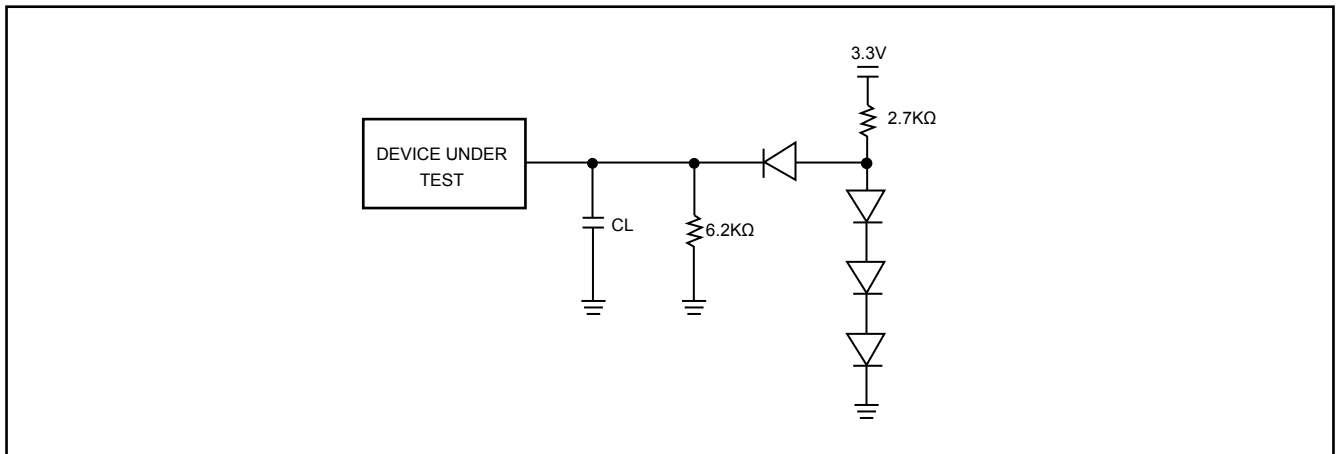 3.3V
2.7KΩ
DEVICE UNDER
TEST
CL
6.2KΩ